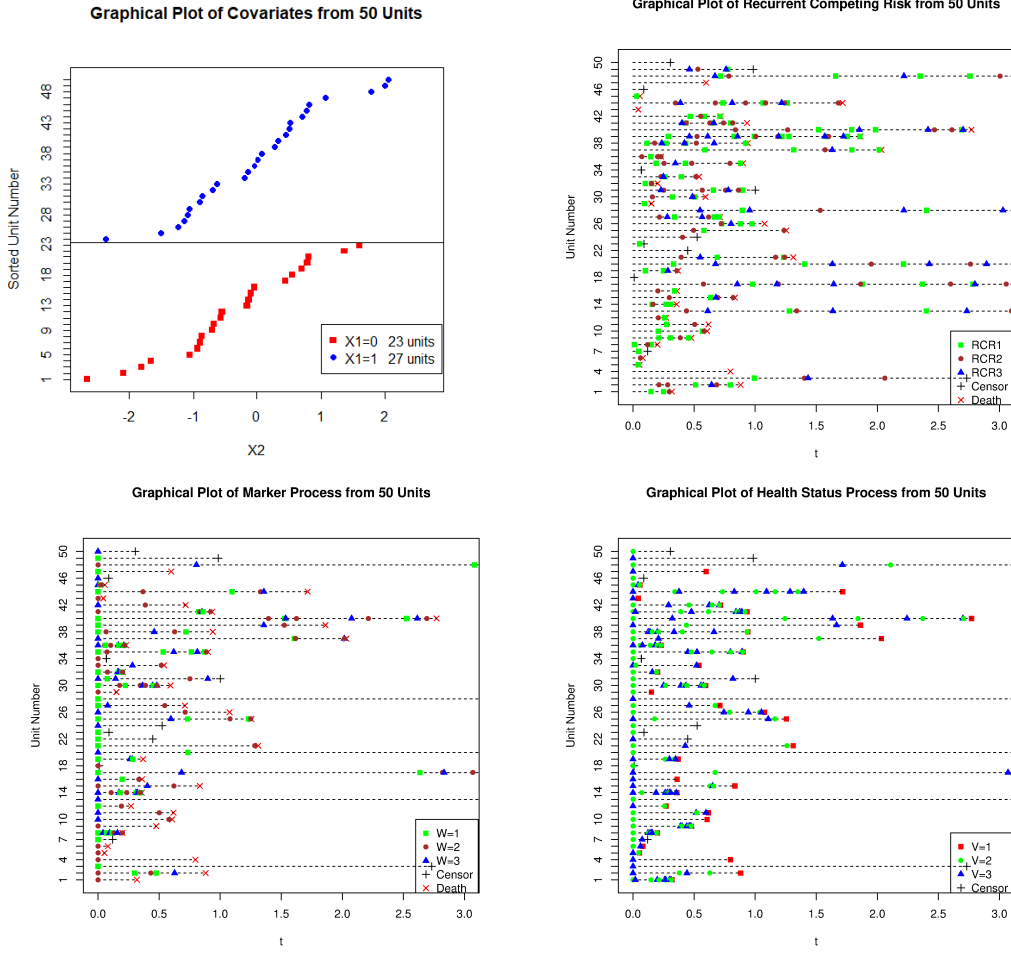 Graphical Plot of Covariates from 50 Units
Sorted Unit Number
48
43
38
33
28
23
18
13
9
5
1
X1=0 23 units
X1=1 27 units
-2 -1 0 1 2
X2
Graphical Plot of Recurrent Competing Risk from 50 Units
Unit Number
50
46
42
38
34
30
26
22
18
14
10
7
4
1
RCR1
RCR2
RCR3
Censor
Death
0.0 0.5 1.0 1.5 2.0 2.5 3.0
t
Graphical Plot of Marker Process from 50 Units
Unit Number
50
46
42
38
34
30
26
22
18
14
10
7
4
1
W=1
W=2
W=3
Censor
Death
0.0 0.5 1.0 1.5 2.0 2.5 3.0
t
Graphical Plot of Health Status Process from 50 Units
Unit Number
50
46
42
38
34
30
26
22
18
14
10
7
4
1
V=1
V=2
V=3
Censor
0.0 0.5 1.0 1.5 2.0 2.5 3.0
t